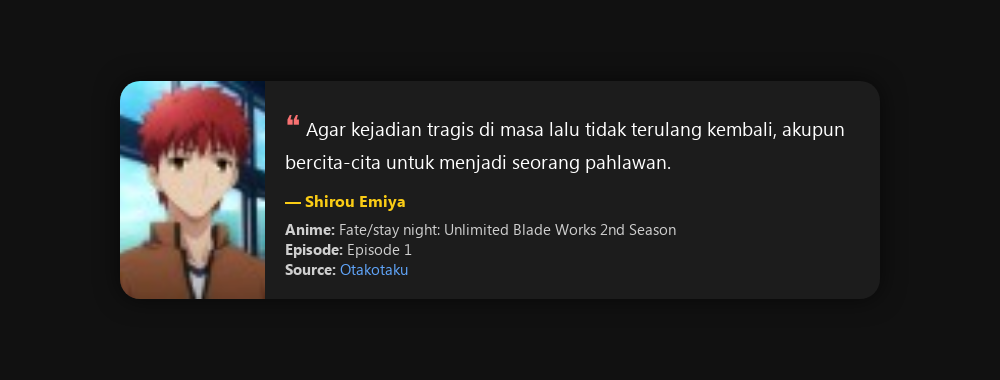 ❝ Agar kejadian tragis di masa lalu tidak terulang kembali, akupun
bercita-cita untuk menjadi seorang pahlawan.
— Shirou Emiya
Anime: Fate/stay night: Unlimited Blade Works 2nd Season
Episode: Episode 1
Source: Otakotaku